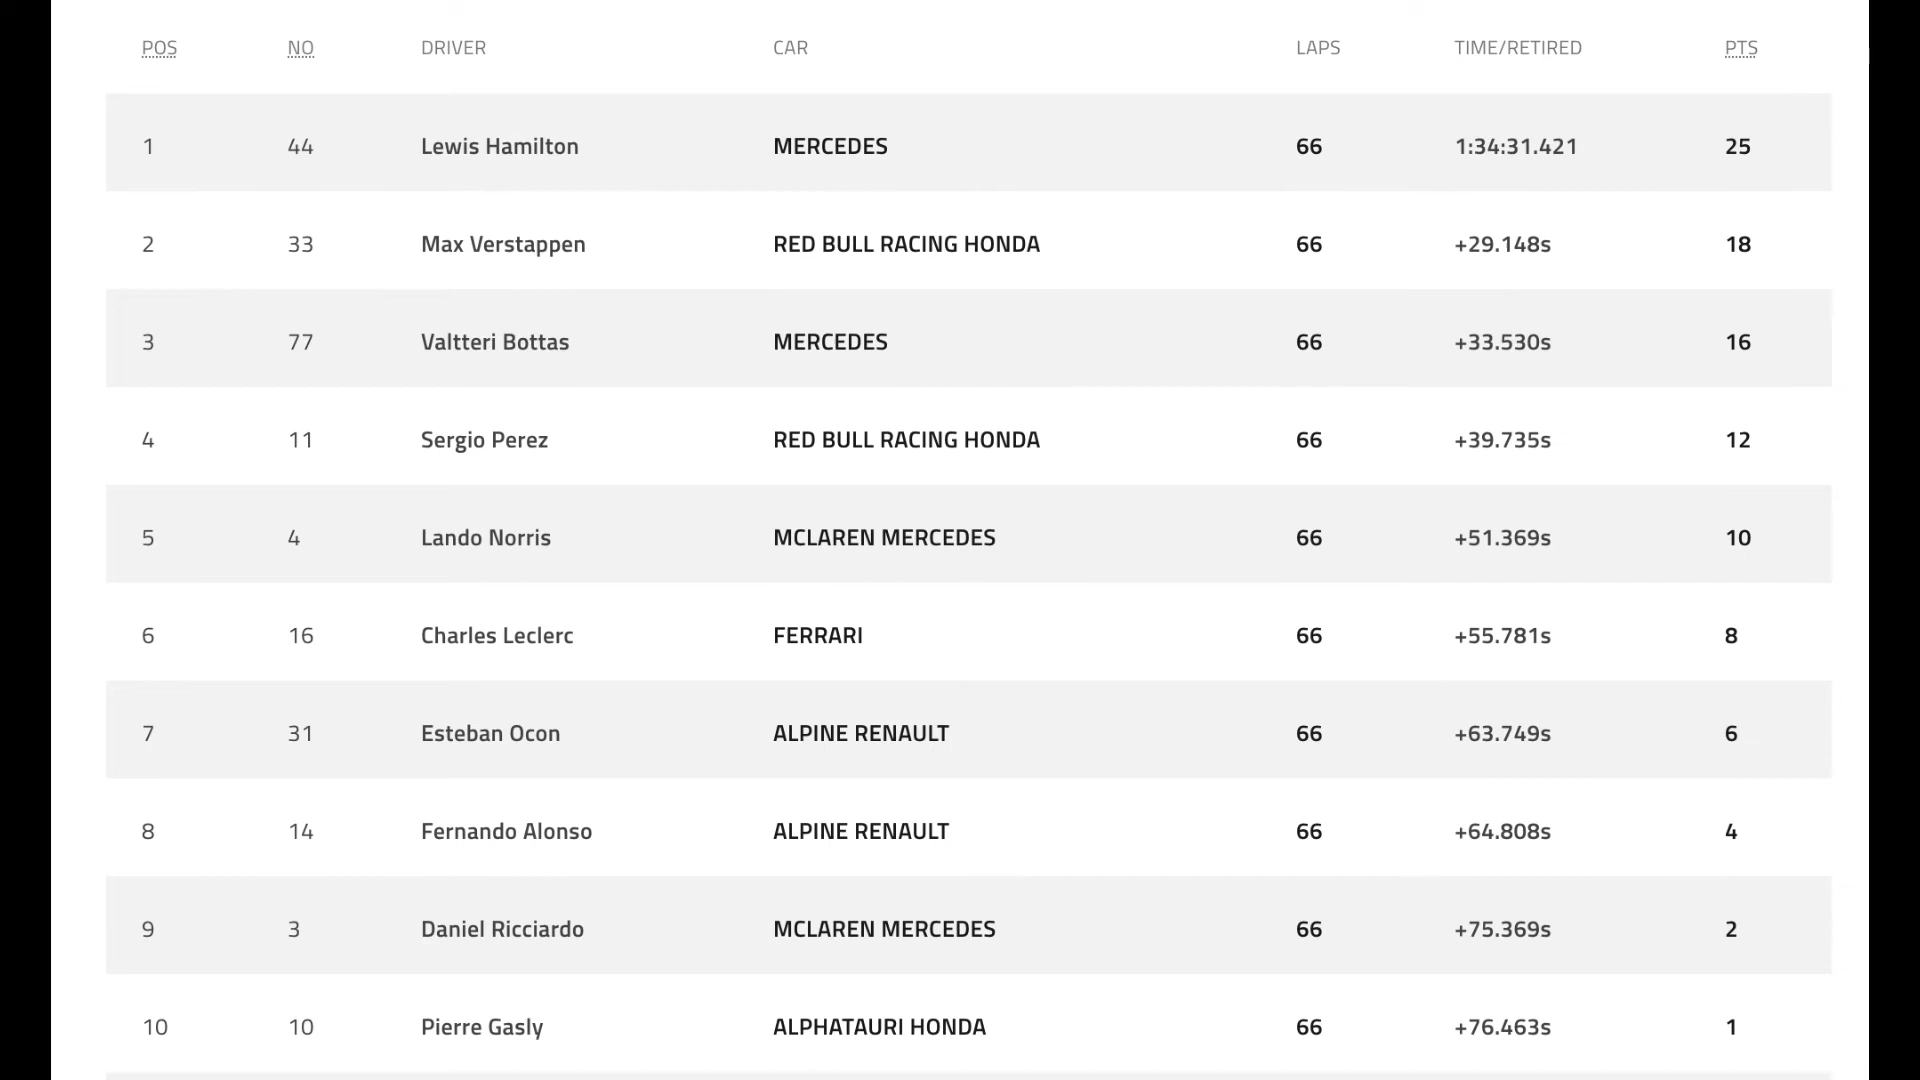 POS NO DRIVER CAR LAPS TIME/RETIRED PTS
1 44 Lewis Hamilton MERCEDES 66 1:34:31.421 25
2 33 Max Verstappen RED BULL RACING HONDA 66 +29.148s 18
3 77 Valtteri Bottas MERCEDES 66 +33.530s 16
4 11 Sergio Perez RED BULL RACING HONDA 66 +39.735s 12
5 4 Lando Norris MCLAREN MERCEDES 66 +51.369s 10
6 16 Charles Leclerc FERRARI 66 +55.781s 8
7 31 Esteban Ocon ALPINE RENAULT 66 +63.749s 6
8 14 Fernando Alonso ALPINE RENAULT 66 +64.808s 4
9 3 Daniel Ricciardo MCLAREN MERCEDES 66 +75.369s 2
10 10 Pierre Gasly ALPHATAURI HONDA 66 +76.463s 1